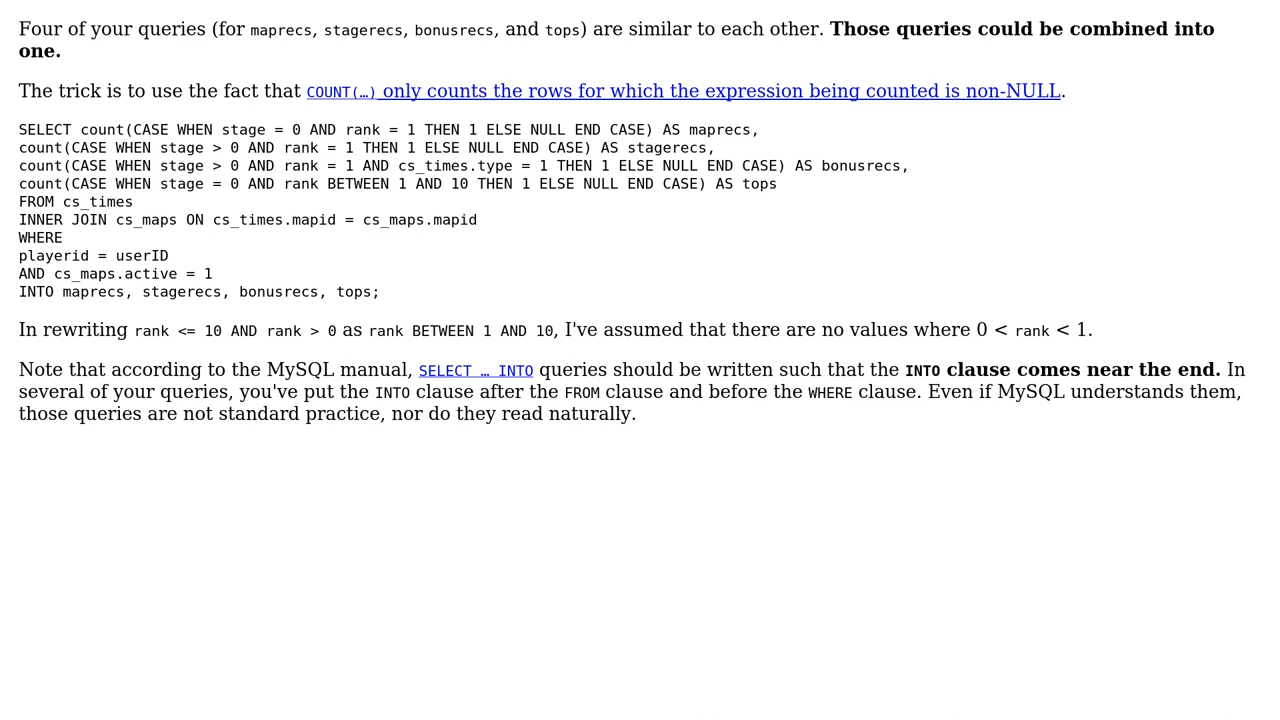 Four of your queries (for maprecs, stagerecs, bonusrecs, and tops) are similar to each other. Those queries could be combined into
one.
The trick is to use the fact that COUNT(…) only counts the rows for which the expression being counted is non-NULL.
SELECT count(CASE WHEN stage = 0 AND rank = 1 THEN 1 ELSE NULL END CASE) AS maprecs,
count(CASE WHEN stage > 0 AND rank = 1 THEN 1 ELSE NULL END CASE) AS stagerecs,
count(CASE WHEN stage > 0 AND rank = 1 AND cs_times.type = 1 THEN 1 ELSE NULL END CASE) AS bonusrecs,
count(CASE WHEN stage = 0 AND rank BETWEEN 1 AND 10 THEN 1 ELSE NULL END CASE) AS tops
FROM cs_times
INNER JOIN cs_maps ON cs_times.mapid = cs_maps.mapid
WHERE
playerid = userID
AND cs_maps.active = 1
INTO maprecs, stagerecs, bonusrecs, tops;
In rewriting rank <= 10 AND rank > 0 as rank BETWEEN 1 AND 10, I've assumed that there are no values where 0 < rank < 1.
Note that according to the MySQL manual, SELECT … INTO queries should be written such that the INTO clause comes near the end. In
several of your queries, you've put the INTO clause after the FROM clause and before the WHERE clause. Even if MySQL understands them,
those queries are not standard practice, nor do they read naturally.